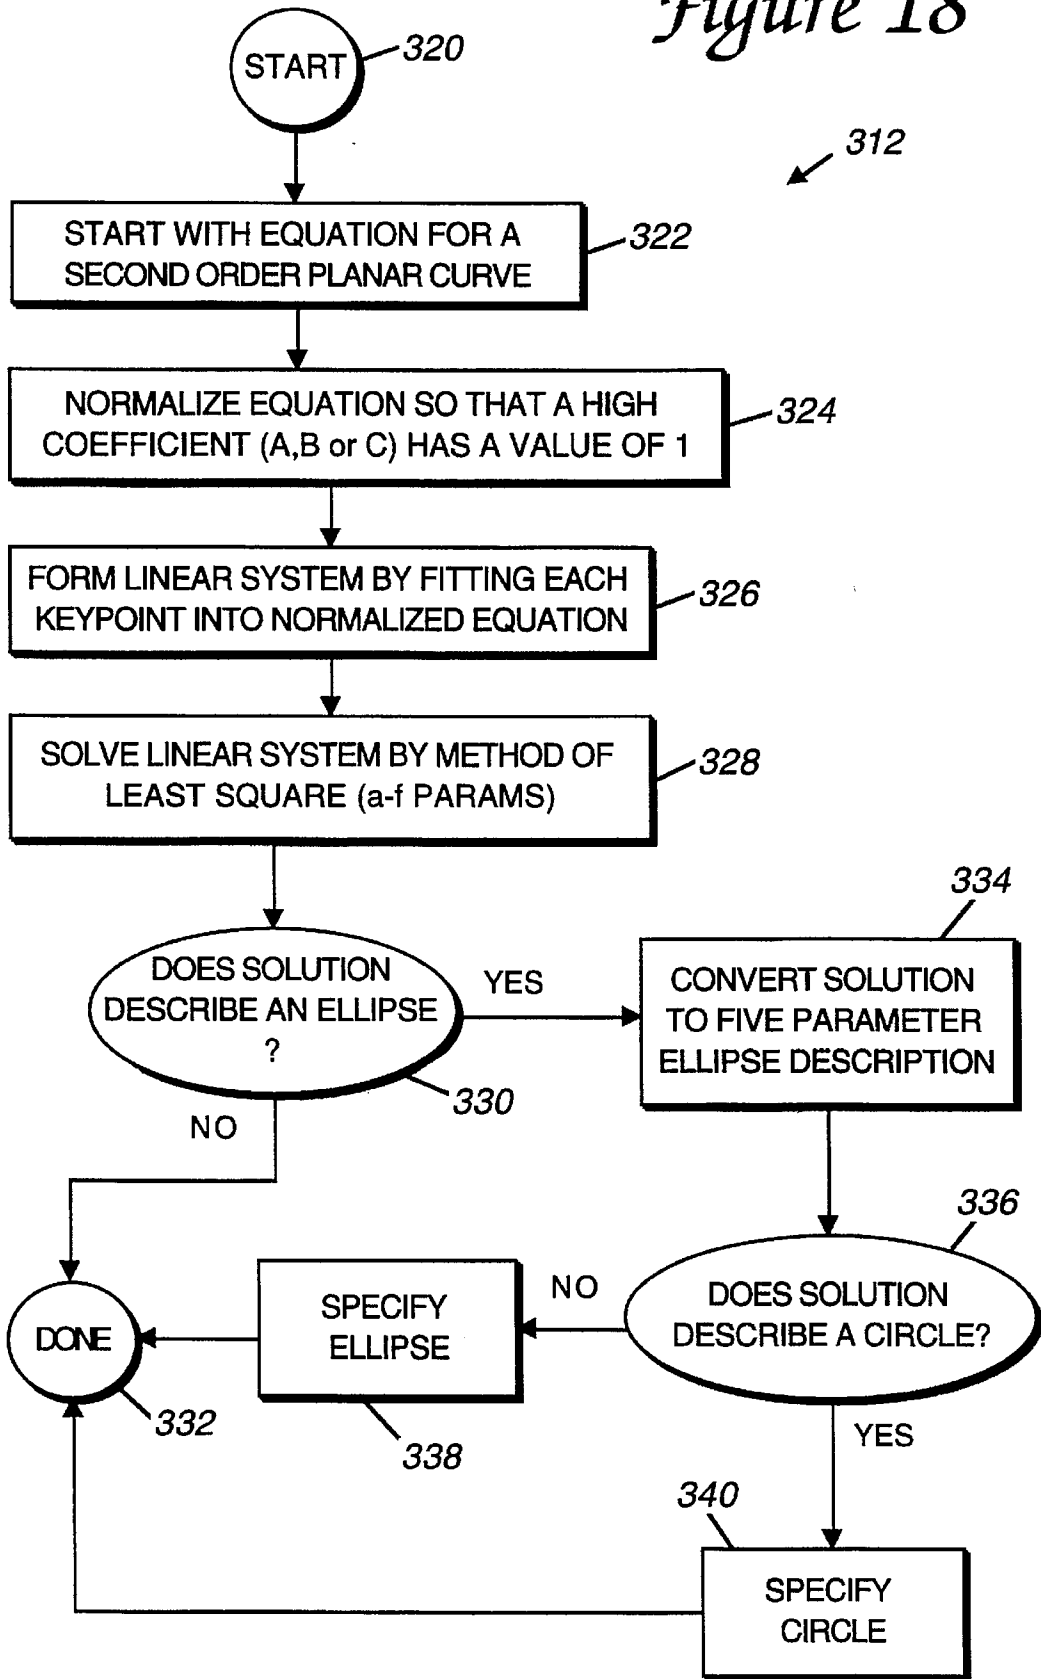 Figure 18
START
320
312
START WITH EQUATION FOR A
SECOND ORDER PLANAR CURVE
322
NORMALIZE EQUATION SO THAT A HIGH
COEFFICIENT (A,B or C) HAS A VALUE OF 1
324
FORM LINEAR SYSTEM BY FITTING EACH
KEYPOINT INTO NORMALIZED EQUATION
326
SOLVE LINEAR SYSTEM BY METHOD OF
LEAST SQUARE (a-f PARAMS)
328
DOES SOLUTION
DESCRIBE AN ELLIPSE
?
330
YES
NO
334
CONVERT SOLUTION
TO FIVE PARAMETER
ELLIPSE DESCRIPTION
336
DOES SOLUTION
DESCRIBE A CIRCLE?
NO
SPECIFY
ELLIPSE
338
DONE
332
YES
340
SPECIFY
CIRCLE